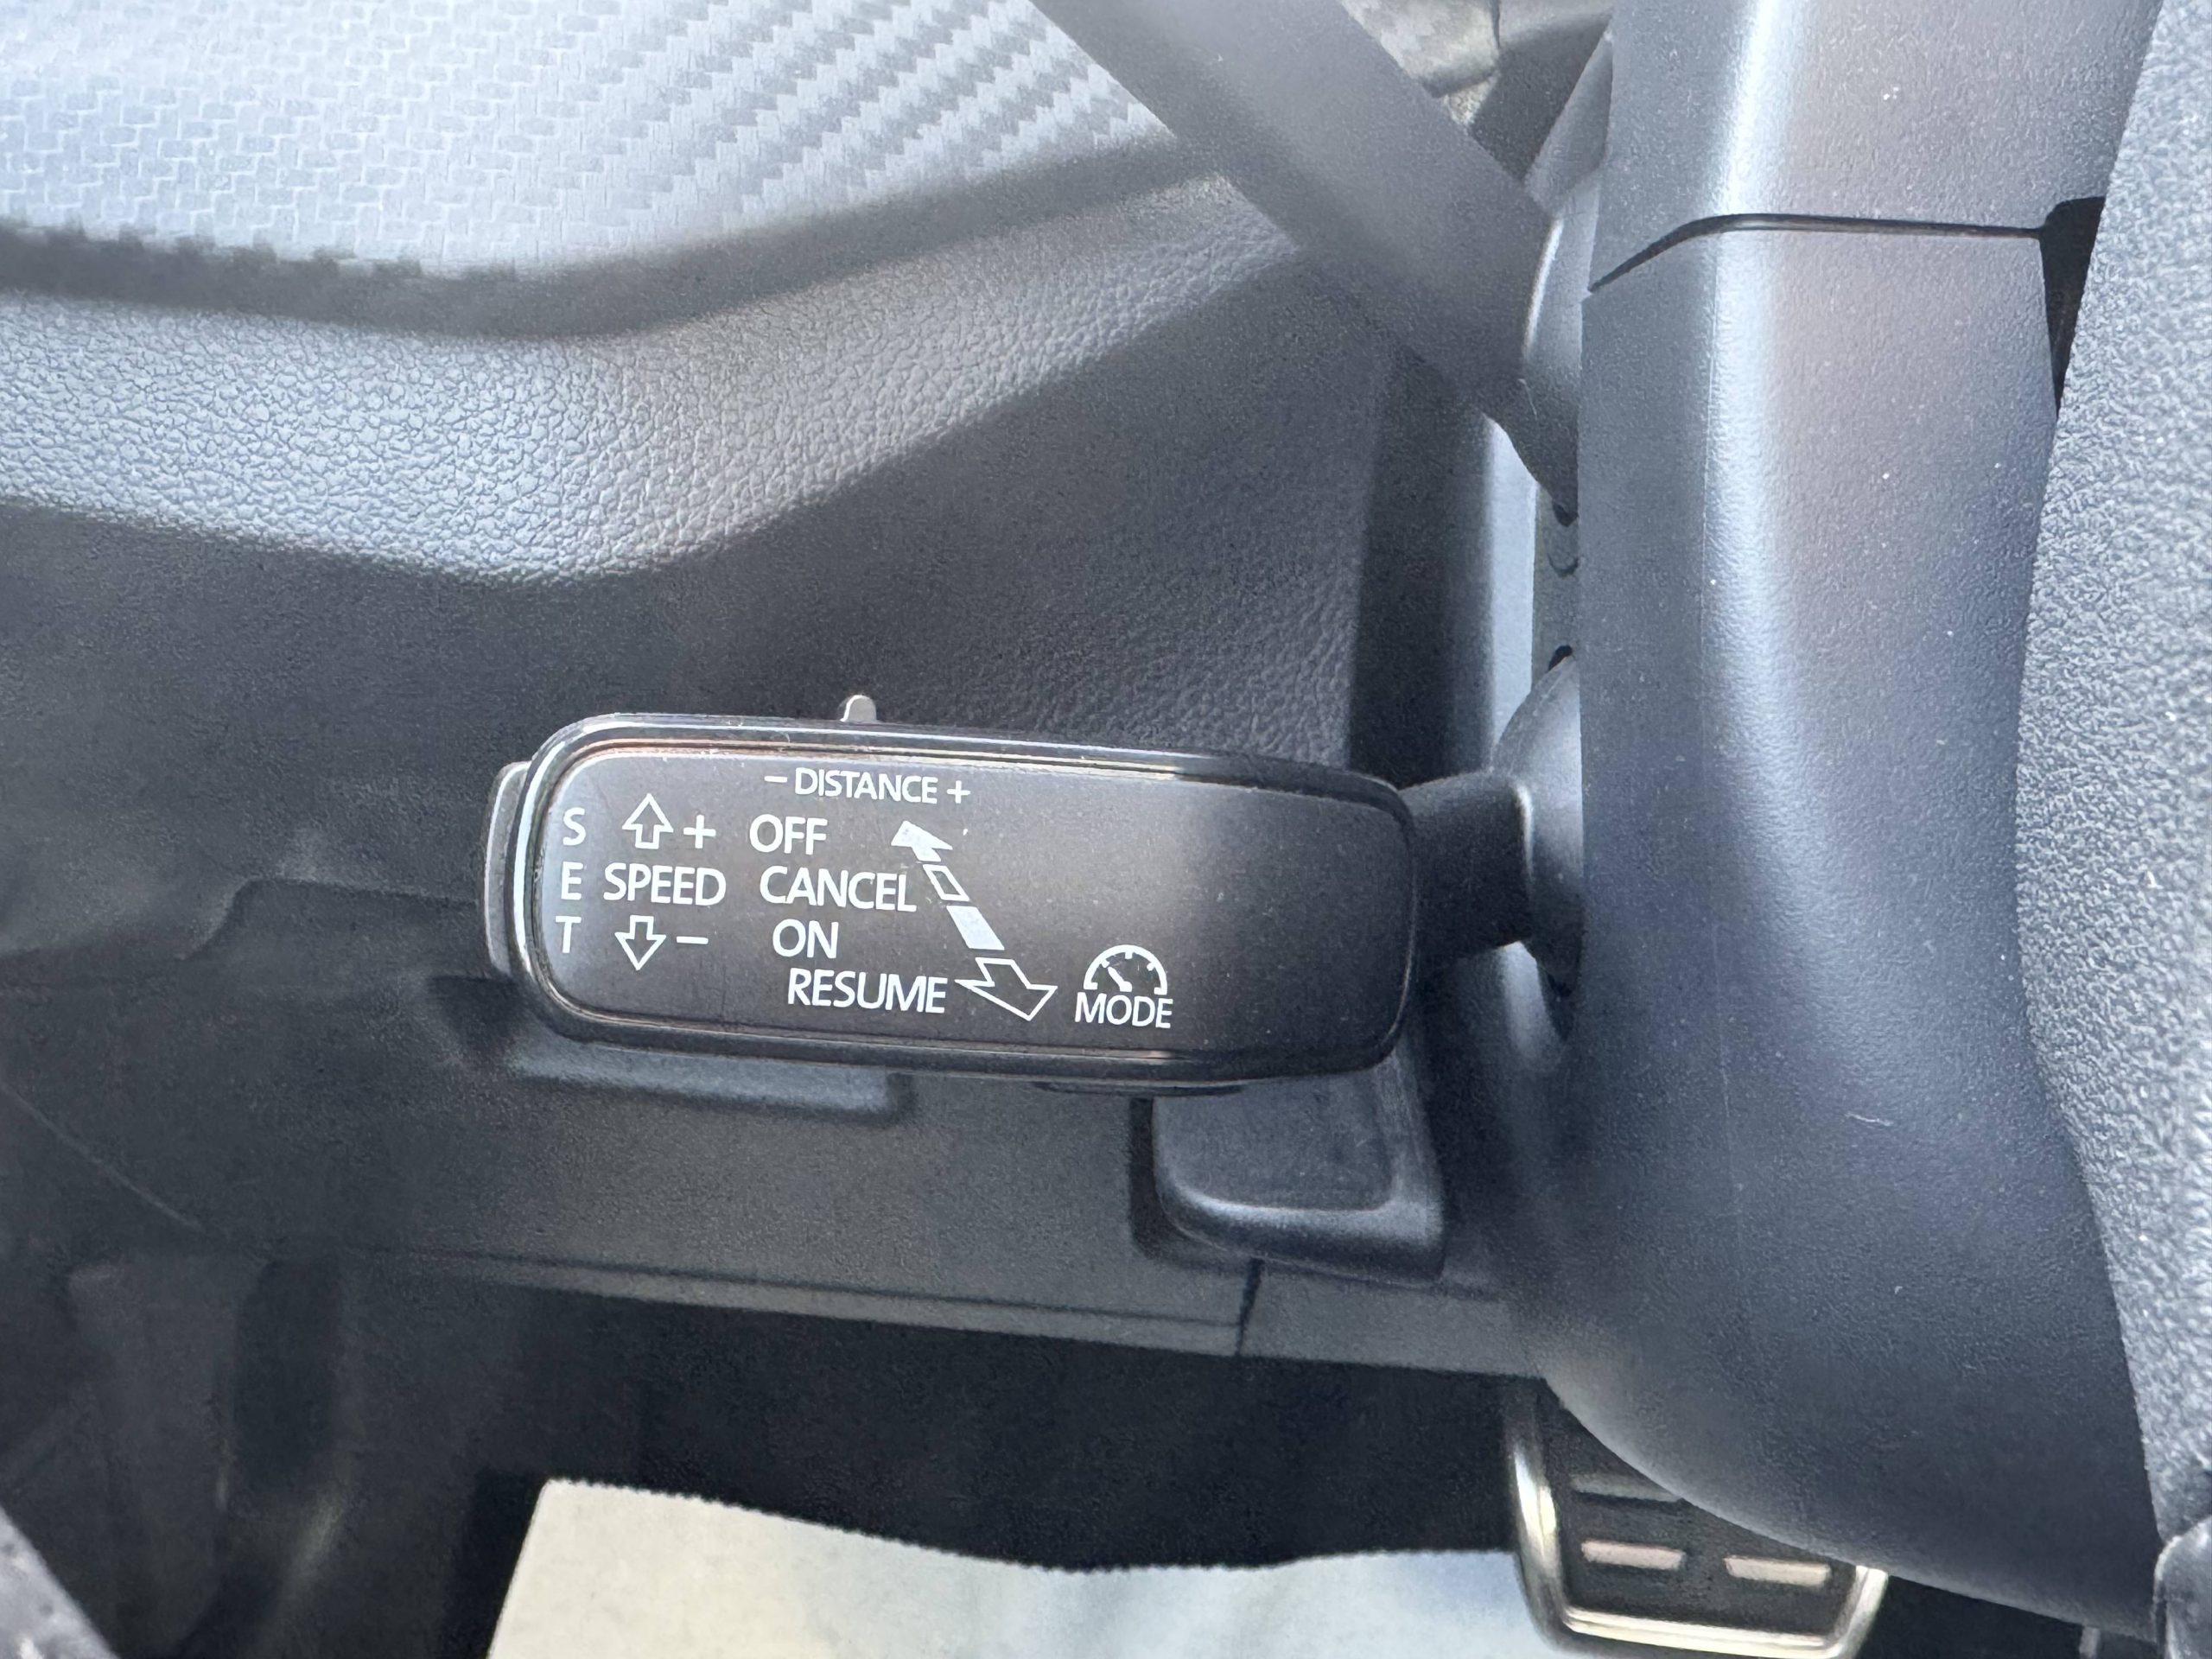 − DISTANCE +
S + OFF
E SPEED CANCEL
T − ON
RESUME
MODE